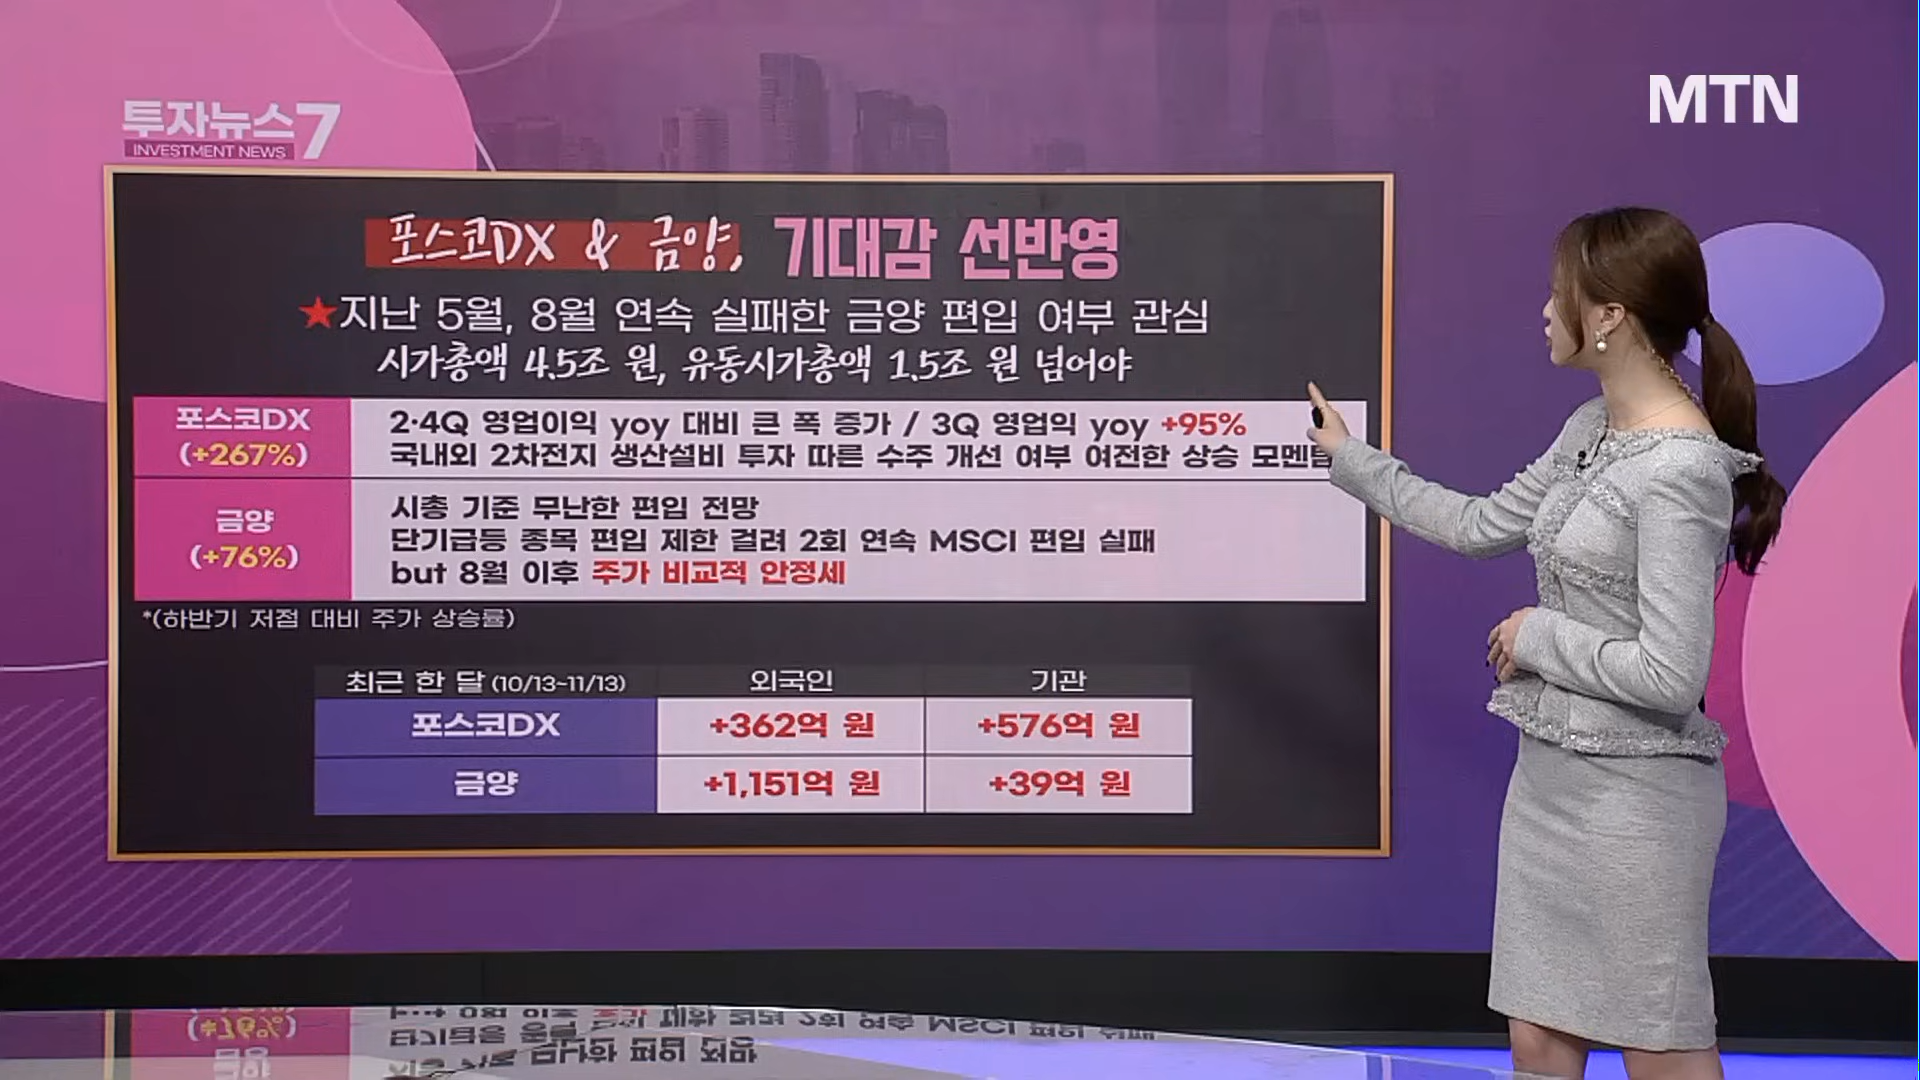 투자뉴스7
INVESTMENT NEWS
MTN
포스코DX & 금양, 기대감 선반영
★지난 5월, 8월 연속 실패한 금양 편입 여부 관심
시가총액 4.5조 원, 유동시가총액 1.5조 원 넘어야
포스코DX
(+267%)
2·4Q 영업이익 yoy 대비 큰 폭 증가 / 3Q 영업익 yoy +95%
국내외 2차전지 생산설비 투자 따른 수주 개선 여부 여전한 상승
금양
(+76%)
시총 기준 무난한 편입 전망
단기급등 종목 편입 제한 걸려 2회 연속 MSCI 편입 실패
but 8월 이후 주가 비교적 안정세
*(하반기 저점 대비 주가 상승률)
최근 한 달 (10/13~11/13) 외국인 기관
포스코DX +362억 원 +576억 원
금양 +1,151억 원 +39억 원